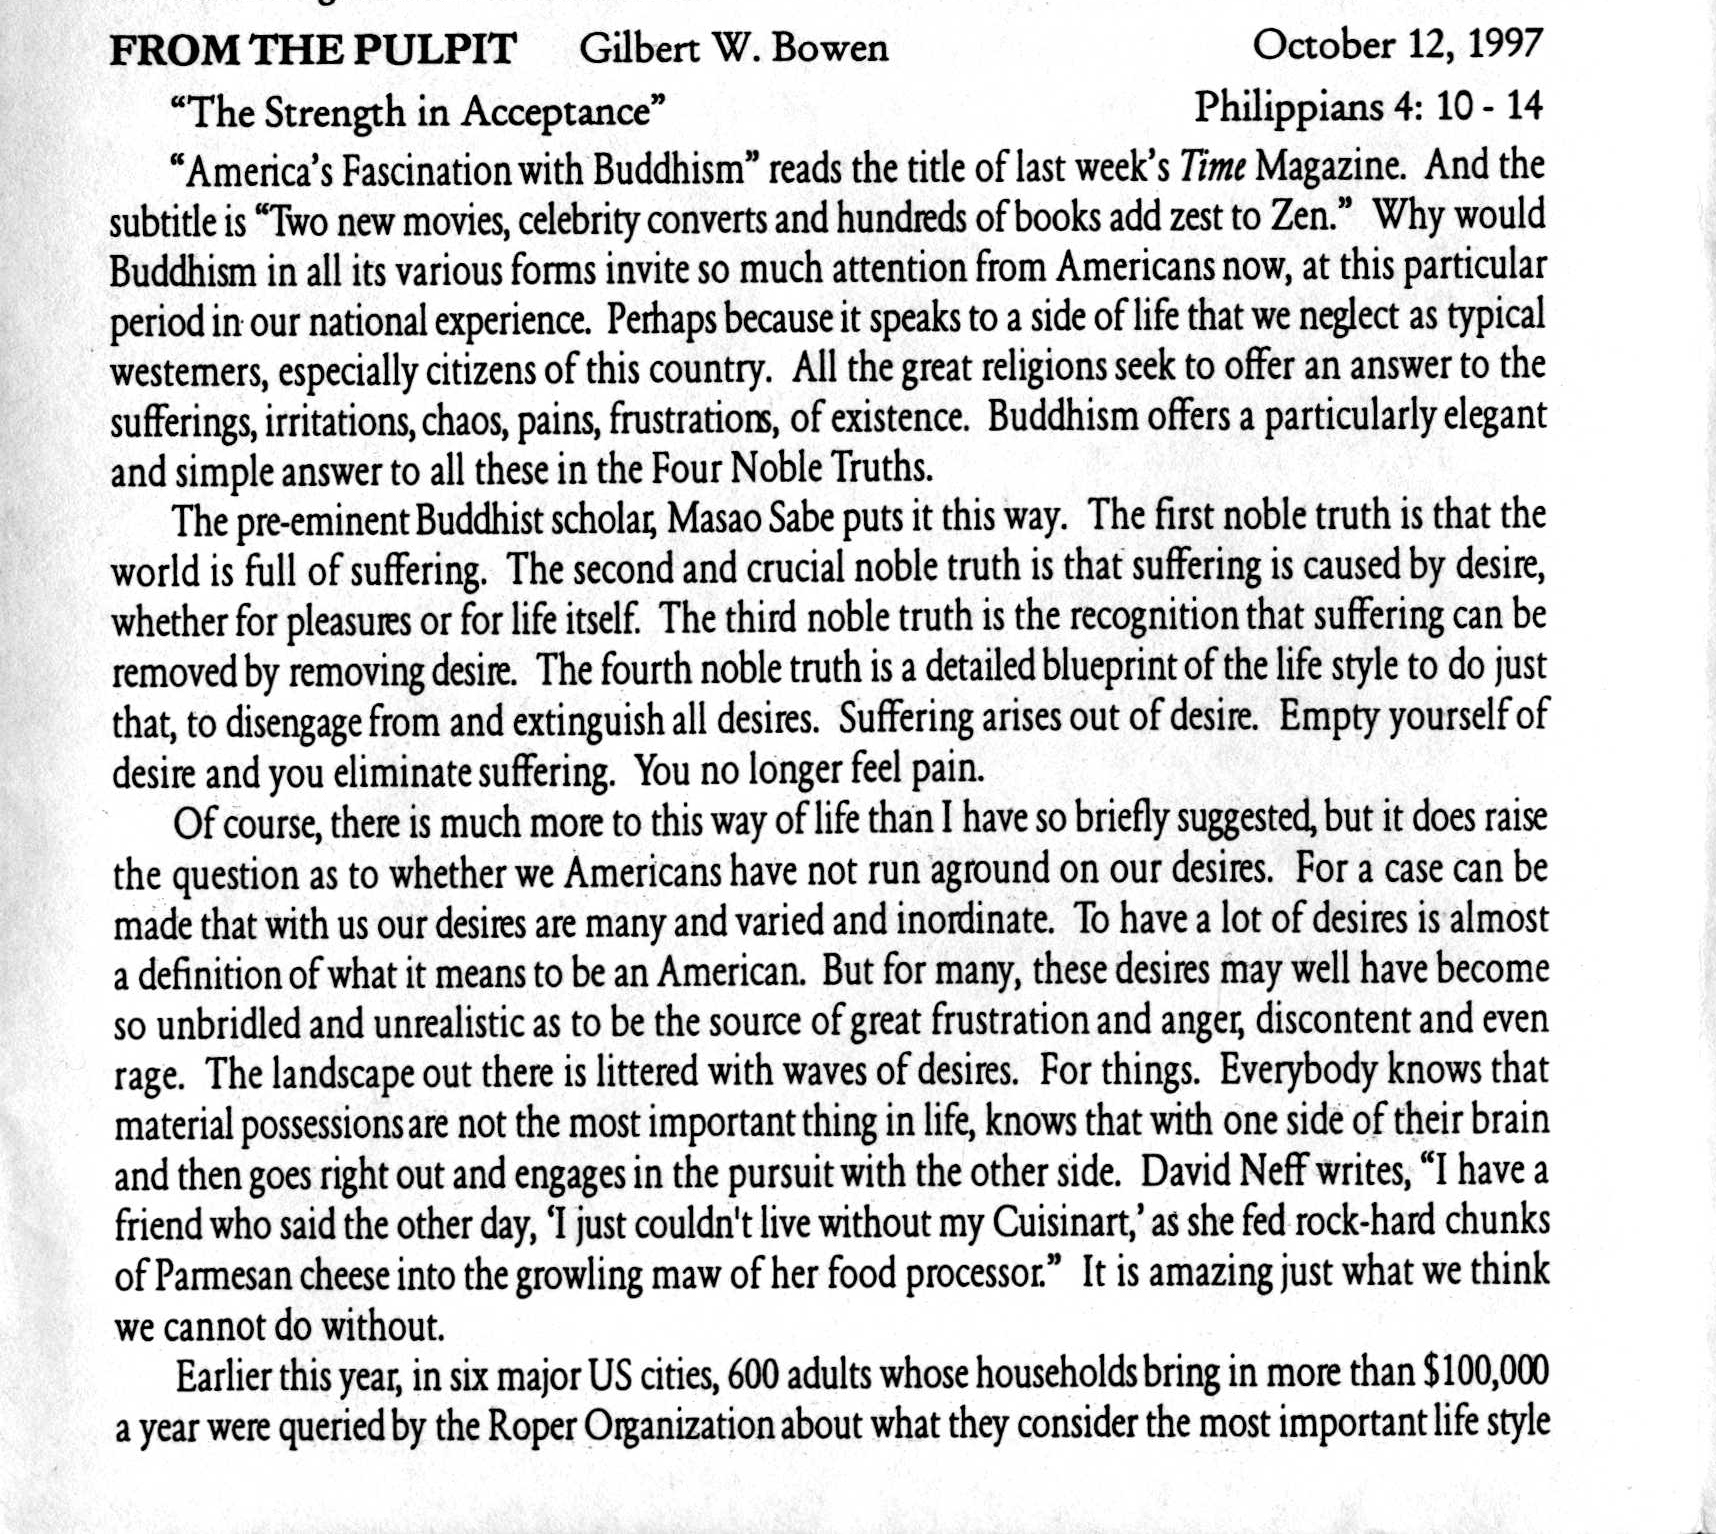 FROM THE PULPIT Gilbert W. Bowen October 12, 1997
“The Strength in Acceptance” Philippians 4: 10 - 14
“America’s Fascination with Buddhism” reads the title of last week’s Time Magazine. And the
subtitle is “Two new movies, celebrity converts and hundreds of books add zest to Zen.” Why would
Buddhism in all its various forms invite so much attention from Americans now, at this particular
period in our national experience. Perhaps because it speaks to a side of life that we neglect as typical
westerners, especially citizens of this country. All the great religions seek to offer an answer to the
sufferings, irritations, chaos, pains, frustrations, of existence. Buddhism offers a particularly elegant
and simple answer to all these in the Four Noble Truths.
The pre-eminent Buddhist scholar, Masao Sabe puts it this way. The first noble truth is that the
world is full of suffering. The second and crucial noble truth is that suffering is caused by desire,
whether for pleasures or for life itself. The third noble truth is the recognition that suffering can be
removed by removing desire. The fourth noble truth is a detailed blueprint of the life style to do just
that, to disengage from and extinguish all desires. Suffering arises out of desire. Empty yourself of
desire and you eliminate suffering. You no longer feel pain.
Of course, there is much more to this way of life than I have so briefly suggested, but it does raise
the question as to whether we Americans have not run aground on our desires. For a case can be
made that with us our desires are many and varied and inordinate. To have a lot of desires is almost
a definition of what it means to be an American. But for many, these desires may well have become
so unbridled and unrealistic as to be the source of great frustration and anger, discontent and even
rage. The landscape out there is littered with waves of desires. For things. Everybody knows that
material possessions are not the most important thing in life, knows that with one side of their brain
and then goes right out and engages in the pursuit with the other side. David Neff writes, “I have a
friend who said the other day, ‘I just couldn't live without my Cuisinart,’ as she fed rock-hard chunks
of Parmesan cheese into the growling maw of her food processor.” It is amazing just what we think
we cannot do without.
Earlier this year, in six major US cities, 600 adults whose households bring in more than $100,000
a year were queried by the Roper Organization about what they consider the most important life style